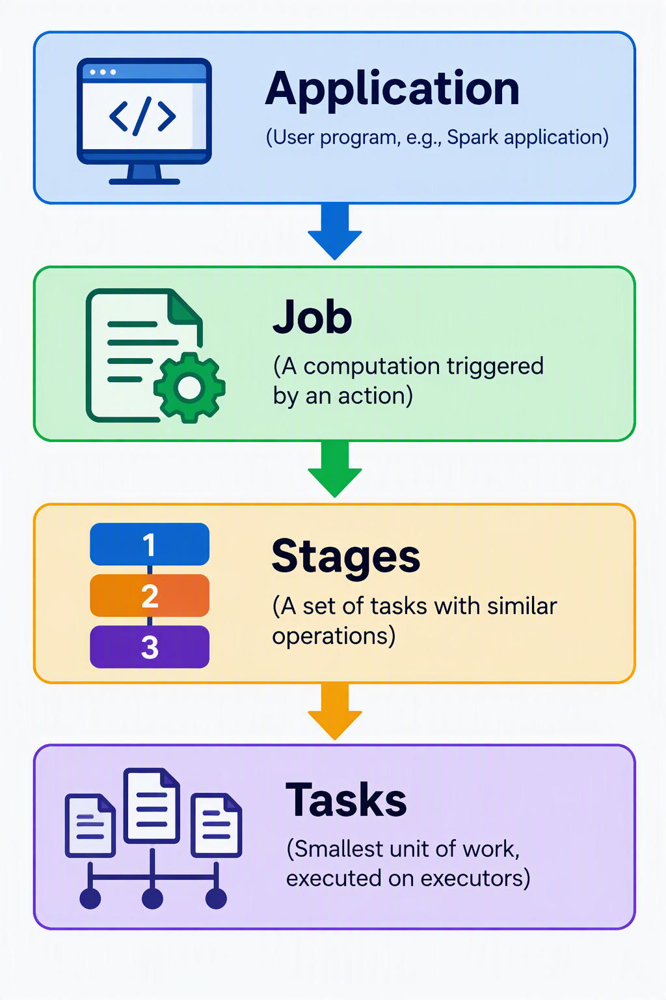 </>
Application
(User program, e.g., Spark application)
Job
(A computation triggered
by an action)
1
2
3
Stages
(A set of tasks with similar
operations)
Tasks
(Smallest unit of work,
executed on executors)